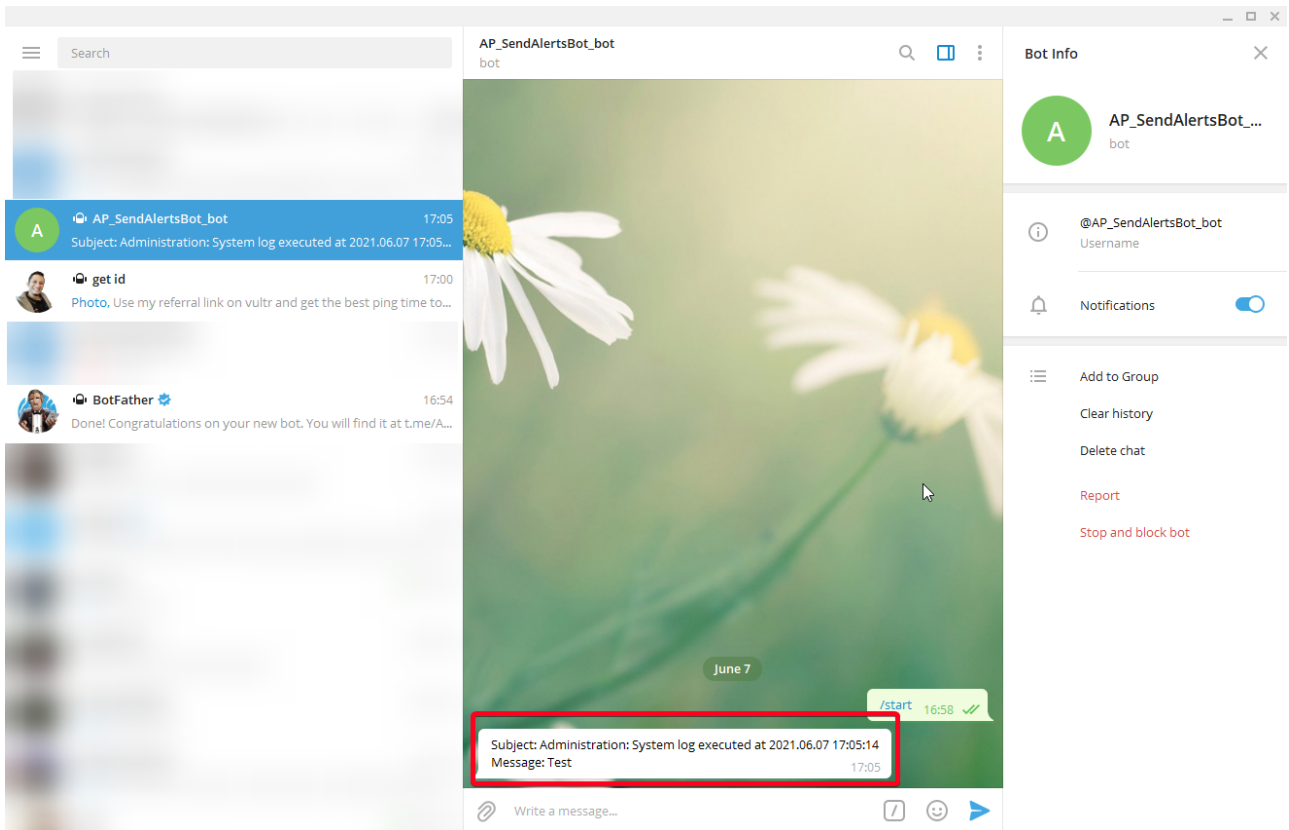 Search
AP_SendAlertsBot_bot
17:05
Subject: Administration: System log executed at 2021.06.07 17:05...
get id
17:00
Photo, Use my referral link on vultr and get the best ping time to...
BotFather
16:54
Done! Congratulations on your new bot. You will find it at t.me/A...
AP_SendAlertsBot_bot
bot
June 7
/start
16:58
Subject: Administration: System log executed at 2021.06.07 17:05:14
Message: Test
17:05
Write a message...
Bot Info
A
AP_SendAlertsBot_...
bot
@AP_SendAlertsBot_bot
Username
Notifications
Add to Group
Clear history
Delete chat
Report
Stop and block bot